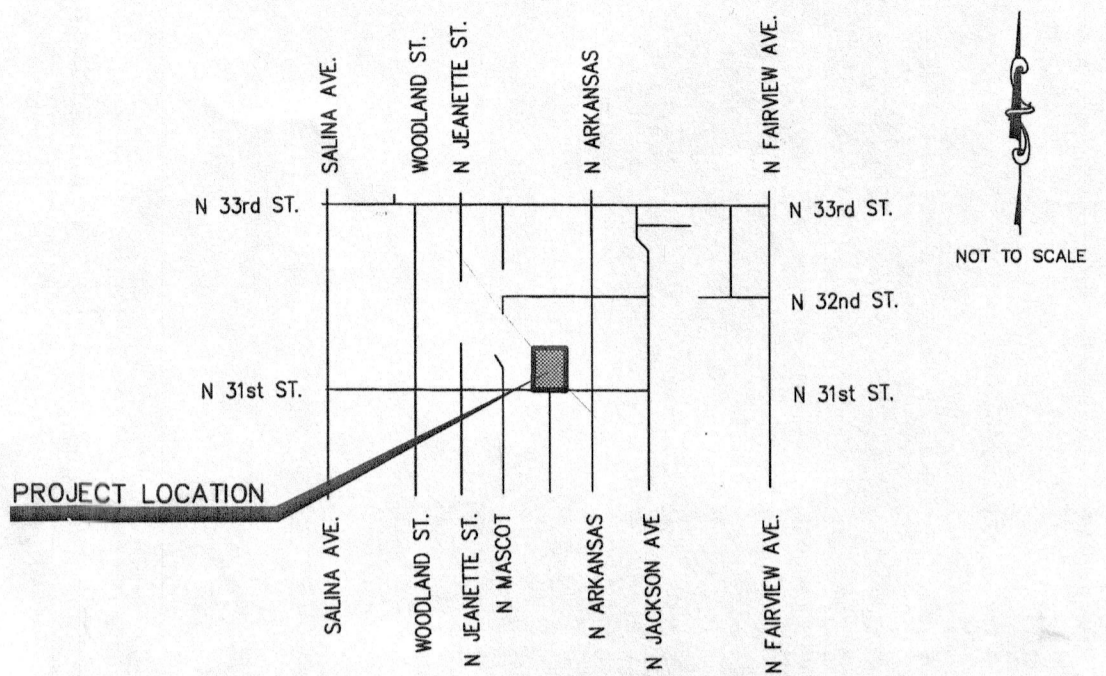 SALINA AVE.
WOODLAND ST.
N JEANETTE ST.
N ARKANSAS
N FAIRVIEW AVE.
N 33rd ST.
N 33rd ST.
NOT TO SCALE
N 32nd ST.
N 31st ST.
N 31st ST.
PROJECT LOCATION
SALINA AVE.
WOODLAND ST.
N JEANETTE ST.
N MASCOT
N ARKANSAS
N JACKSON AVE
N FAIRVIEW AVE.